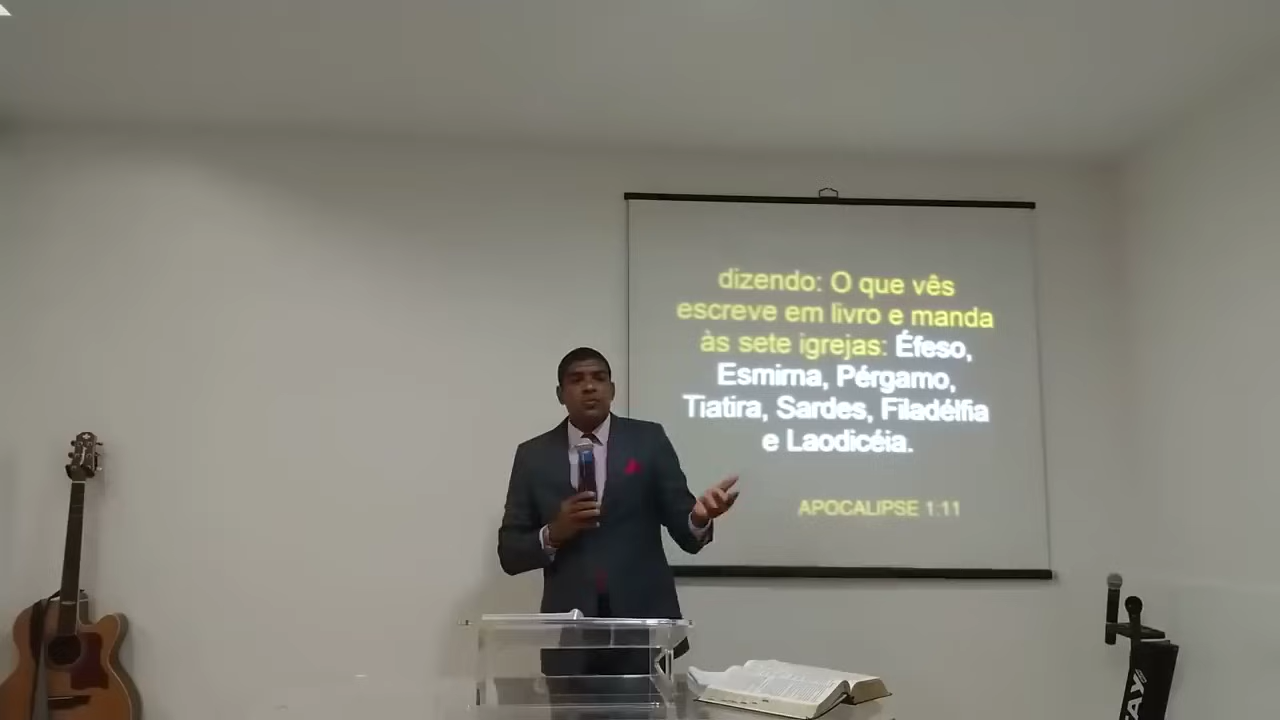 dizendo: O que vês
escreve em livro e manda
às sete igrejas: Éfeso,
Esmirna, Pérgamo,
Tiatira, Sardes, Filadélfia
e Laodicéia.
APOCALIPSE 1:11